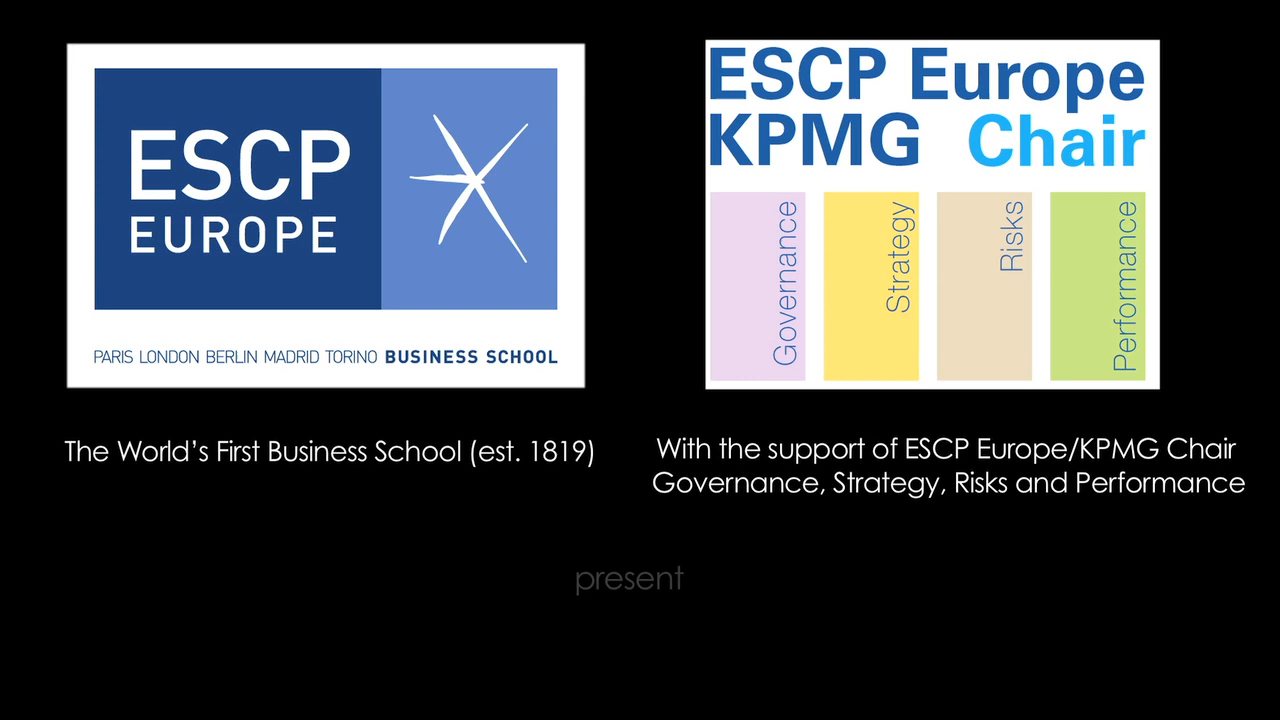 ESCP
EUROPE
PARIS LONDON BERLIN MADRID TORINO BUSINESS SCHOOL
The World’s First Business School (est. 1819)
ESCP Europe
KPMG Chair
Governance
Strategy
Risks
Performance
With the support of ESCP Europe/KPMG Chair
Governance, Strategy, Risks and Performance
present